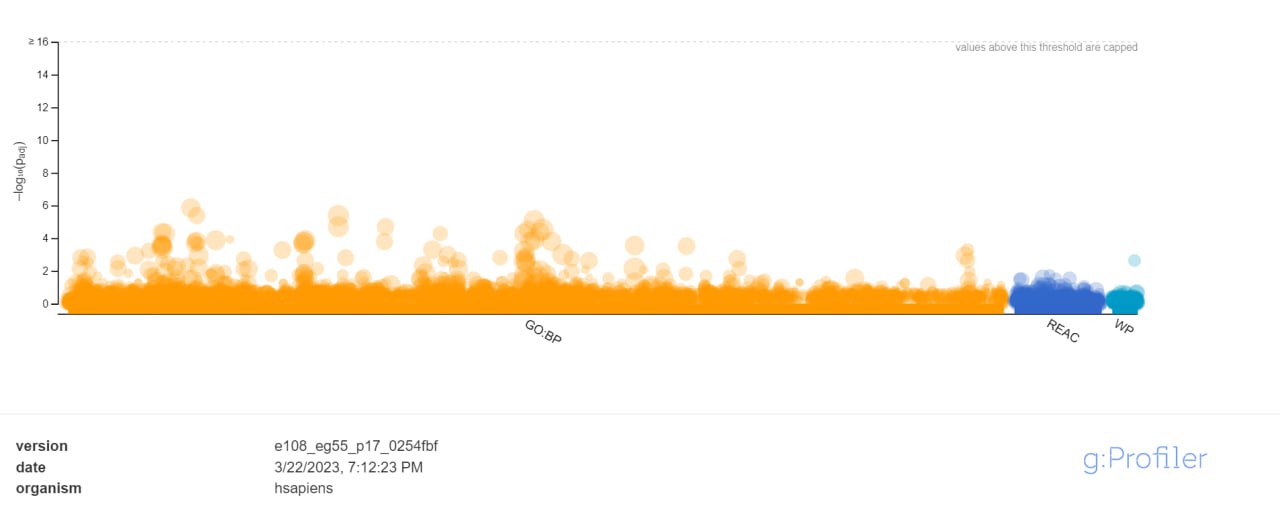 ≥ 16
values above this threshold are capped
14
12
10
8
6
4
2
0
−log₁₀(padj)
GO:BP
REAC
WP
version e108_eg55_p17_0254fbf
date 3/22/2023, 7:12:23 PM
organism hsapiens
g:Profiler